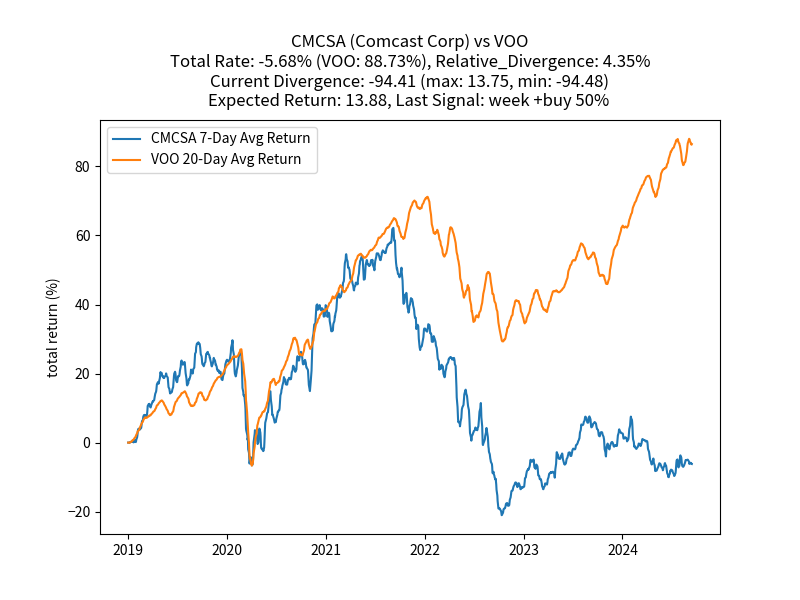 CMCSA (Comcast Corp) vs VOO
Total Rate: -5.68% (VOO: 88.73%), Relative_Divergence: 4.35%
Current Divergence: -94.41 (max: 13.75, min: -94.48)
Expected Return: 13.88, Last Signal: week +buy 50%
CMCSA 7-Day Avg Return
VOO 20-Day Avg Return
total return (%)
80
60
40
20
0
−20
2019
2020
2021
2022
2023
2024